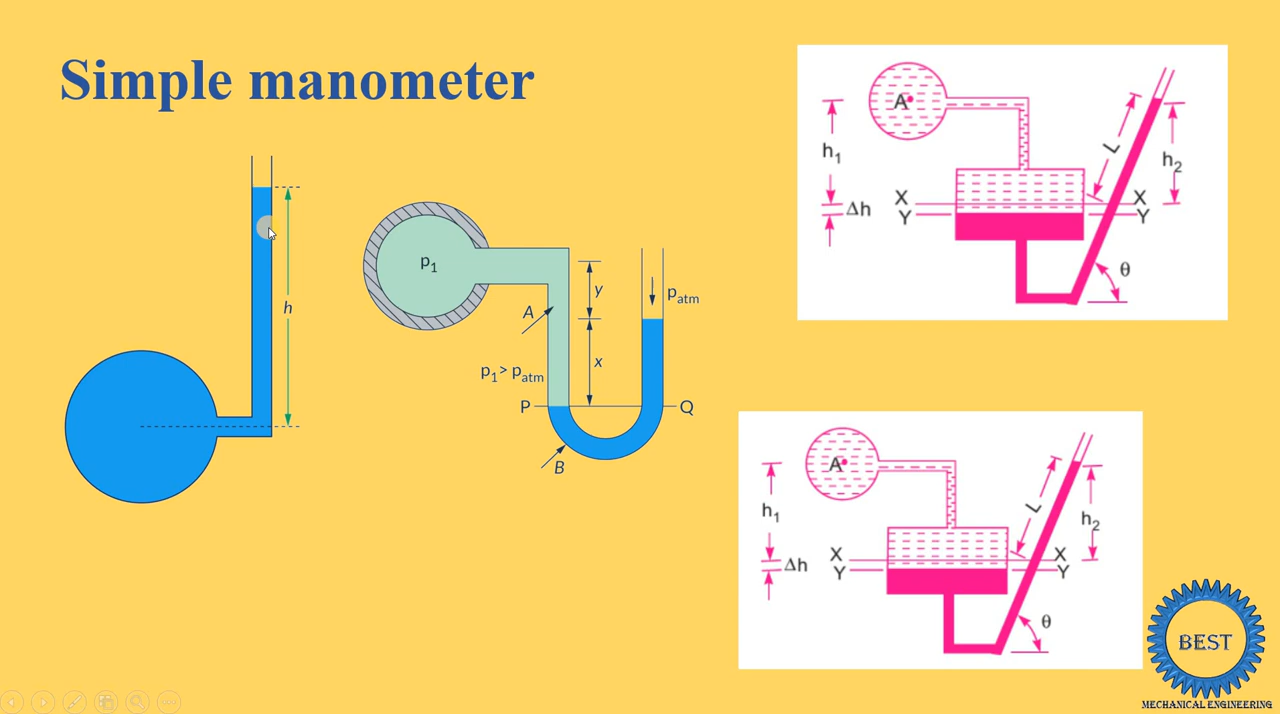 Simple manometer
h
p1
A
y
x
patm
p1> patm
P
Q
B
A
h1
Δh
X
Y
L
h2
X
Y
θ
A
h1
Δh
X
Y
L
h2
X
Y
θ
BEST
MECHANICAL ENGINEERING